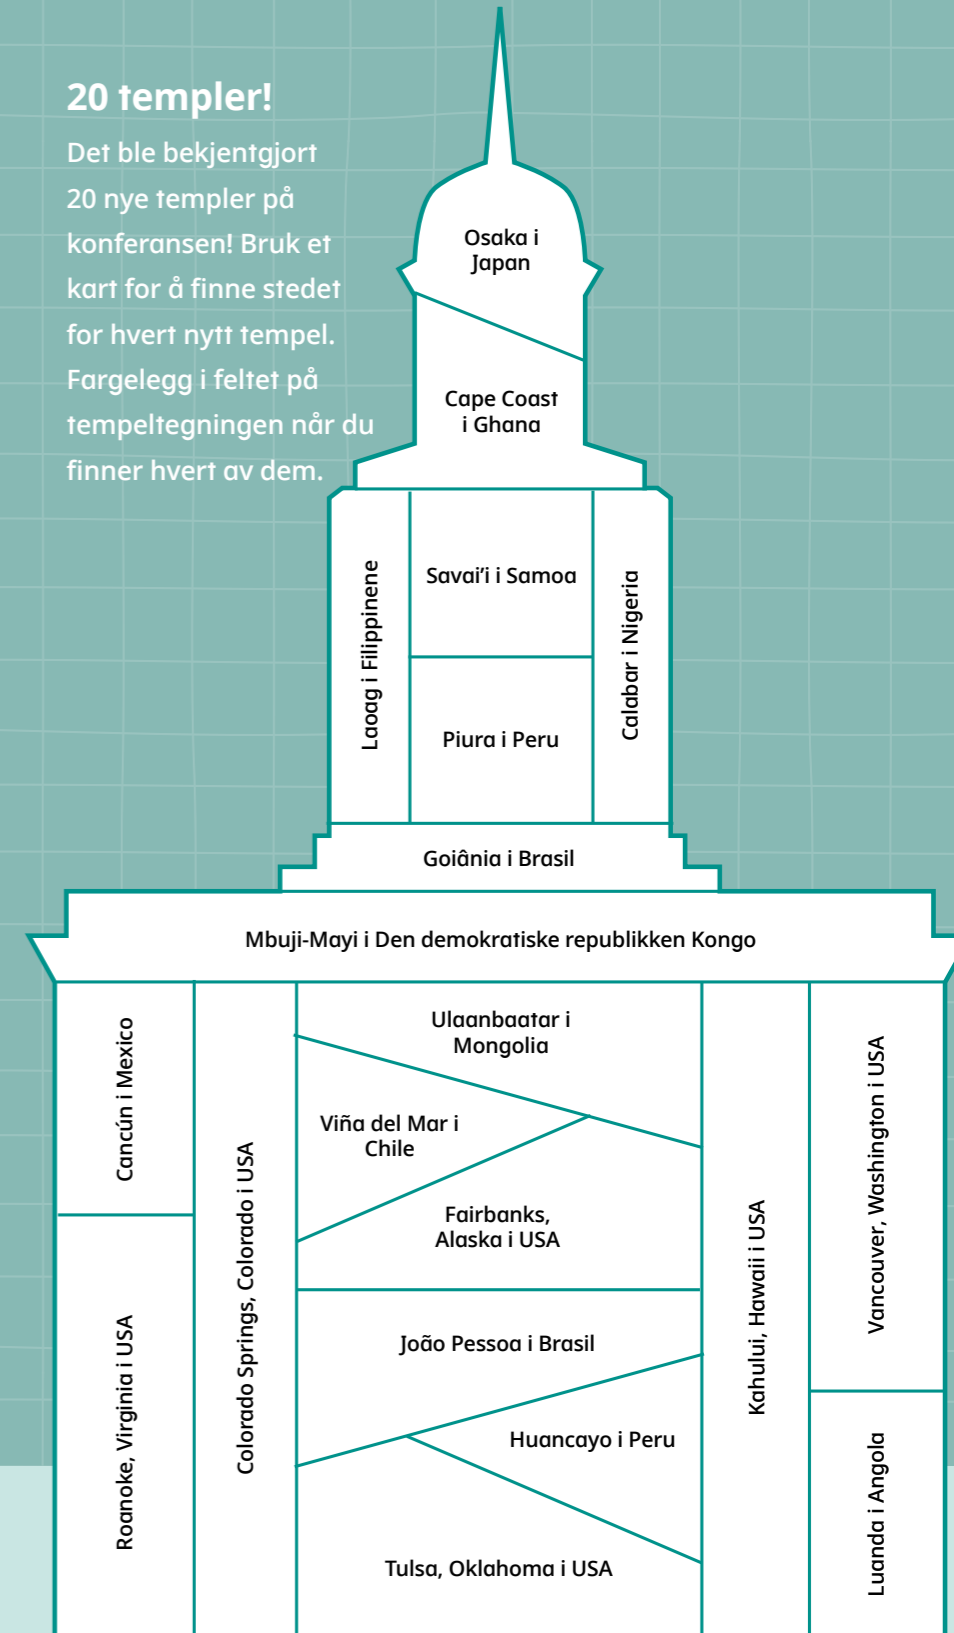 20 templer!
Det ble bekjentgjort
20 nye templer på
konferansen! Bruk et
kart for å finne stedet
for hvert nytt tempel.
Fargelegg i feltet på
tempeltegningen når du
finner hvert av dem.
Osaka i
Japan
Cape Coast
i Ghana
Laoag i Filippinene
Savai’i i Samoa
Piura i Peru
Calabar i Nigeria
Goiânia i Brasil
Mbuji-Mayi i Den demokratiske republikken Kongo
Cancún i Mexico
Roanoke, Virginia i USA
Colorado Springs, Colorado i USA
Ulaanbaatar i
Mongolia
Viña del Mar i
Chile
Fairbanks,
Alaska i USA
João Pessoa i Brasil
Huancayo i Peru
Tulsa, Oklahoma i USA
Kahului, Hawaii i USA
Vancouver, Washington i USA
Luanda i Angola